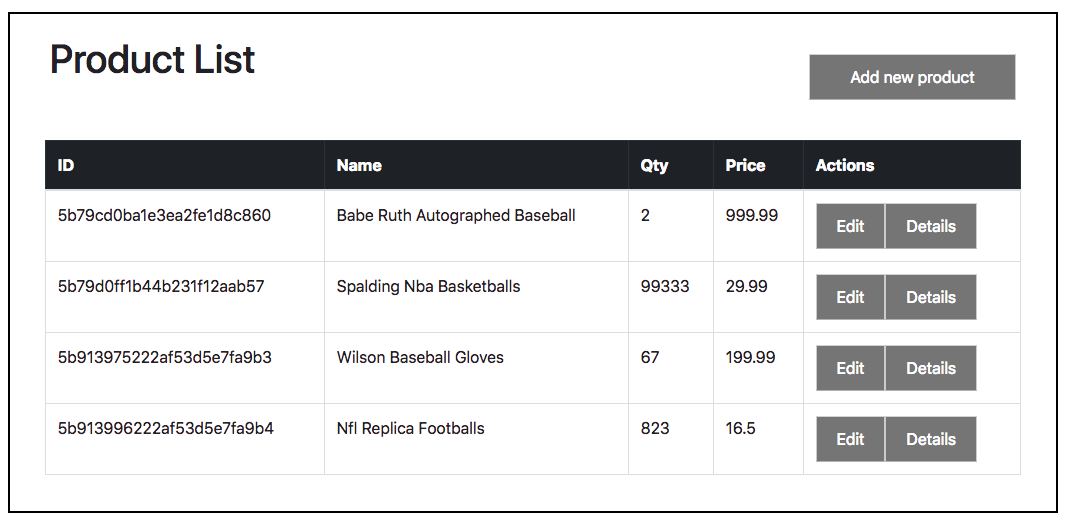 Product List
Add new product
ID Name Qty Price Actions
5b79cd0ba1e3ea2fe1d8c860 Babe Ruth Autographed Baseball 2 999.99 Edit Details
5b79d0ff1b44b231f12aab57 Spalding Nba Basketballs 99333 29.99 Edit Details
5b913975222af53d5e7fa9b3 Wilson Baseball Gloves 67 199.99 Edit Details
5b913996222af53d5e7fa9b4 Nfl Replica Footballs 823 16.5 Edit Details